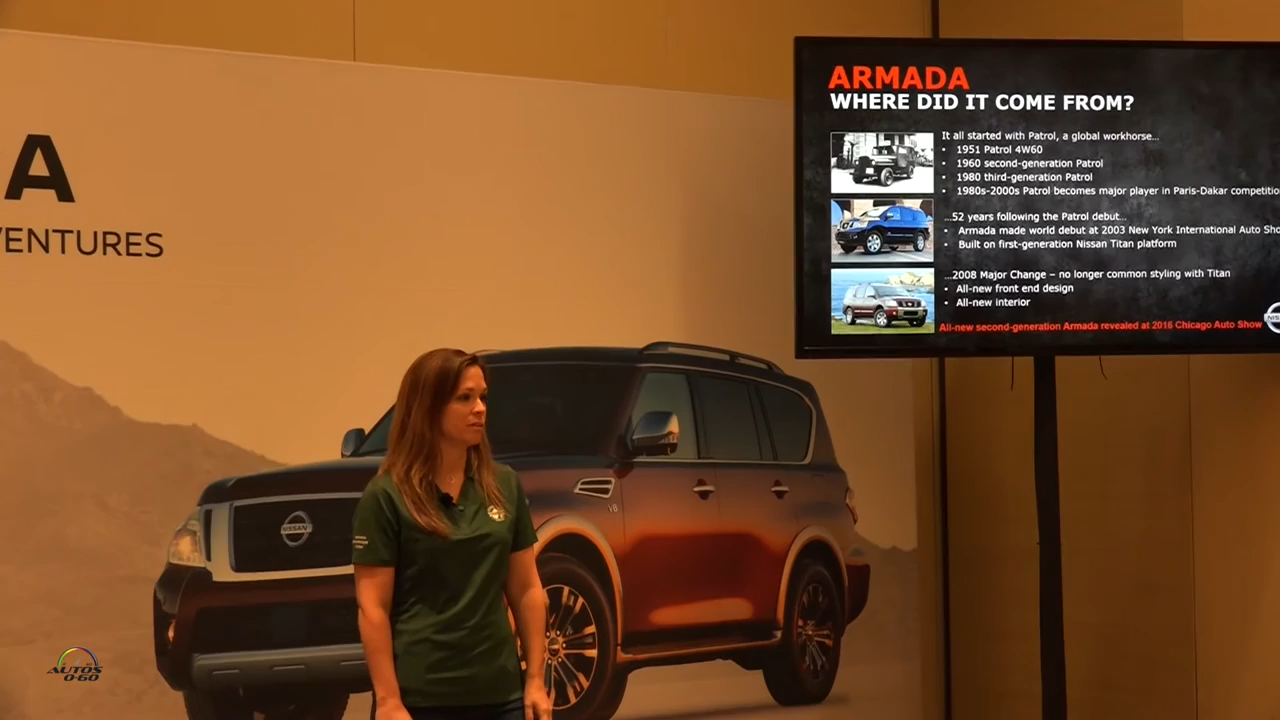 A
VENTURES
ARMADA
WHERE DID IT COME FROM?
It all started with Patrol, a global workhorse...
• 1951 Patrol 4W60
• 1960 second-generation Patrol
• 1980 third-generation Patrol
• 1980s-2000s Patrol becomes major player in Paris-Dakar competitio
...52 years following the Patrol debut...
• Armada made world debut at 2003 New York International Auto Sho
• Built on first-generation Nissan Titan platform
...2008 Major Change – no longer common styling with Titan
• All-new front end design
• All-new interior
All-new second-generation Armada revealed at 2016 Chicago Auto Show
NISS
NISSAN
V8
AUTOS
0-60